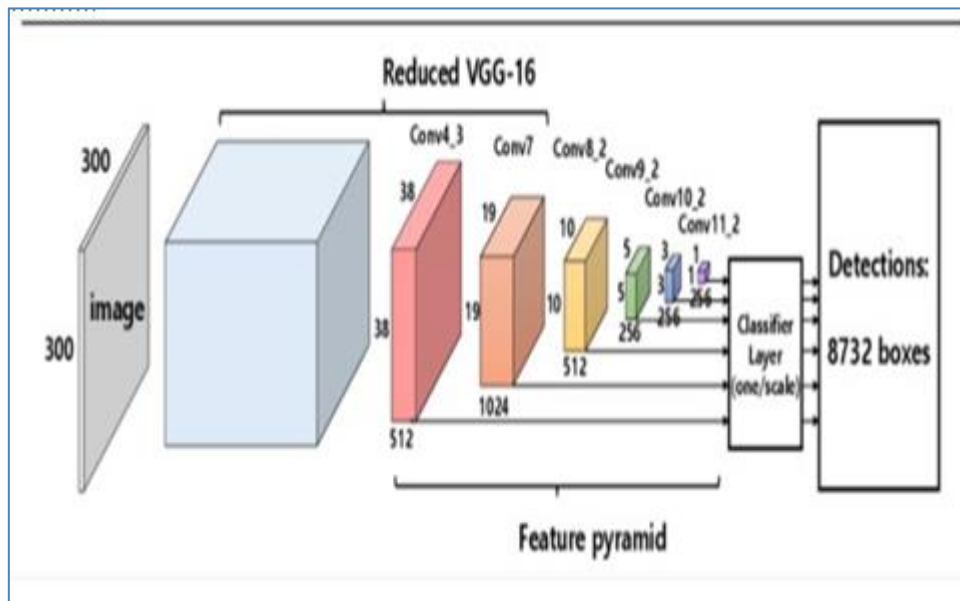 Reduced VGG-16
300
300
image
Conv4_3
38
38
512
Conv7
19
19
1024
Conv8_2
10
10
512
Conv9_2
5
5
256
Conv10_2
3
3
256
Conv11_2
1
1
256
Classifier
Layer
(one/scale)
Detections:
8732 boxes
Feature pyramid